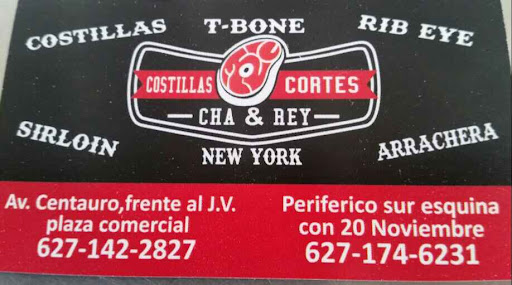 COSTILLAS
T-BONE
RIB EYE
COSTILLAS CORTES
CHA & REY
SIRLOIN
NEW YORK
ARRACHERA
Av. Centauro,frente al J.V.
plaza comercial
627-142-2827
Periferico sur esquina
con 20 Noviembre
627-174-6231